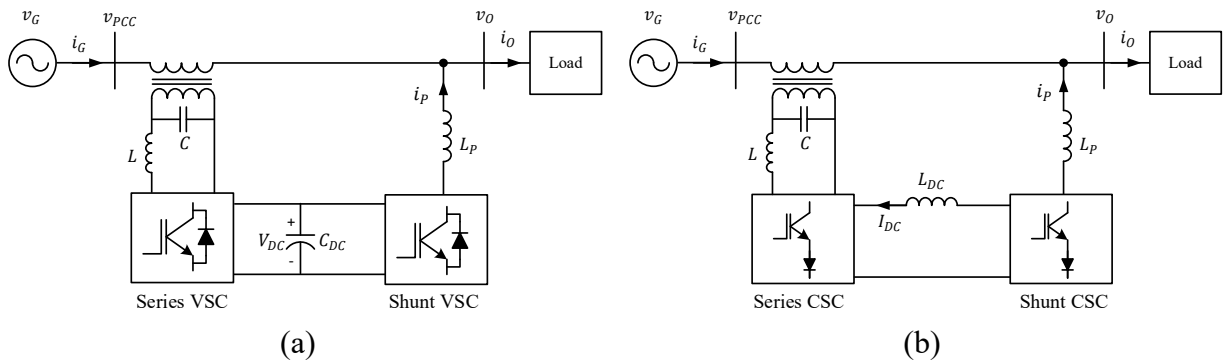 v_G
v_PCC
i_G
v_O
i_O
Load
i_P
C
L
L_P
+
V_DC
C_DC
-
Series VSC
Shunt VSC
(a)
v_G
v_PCC
i_G
v_O
i_O
Load
i_P
C
L
L_P
L_DC
I_DC
Series CSC
Shunt CSC
(b)